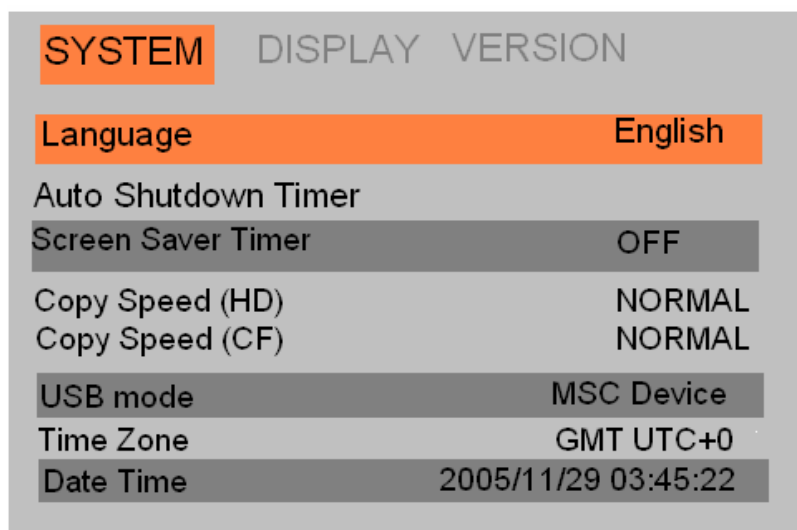 SYSTEM DISPLAY VERSION
Language English
Auto Shutdown Timer
Screen Saver Timer OFF
Copy Speed (HD) NORMAL
Copy Speed (CF) NORMAL
USB mode MSC Device
Time Zone GMT UTC+0
Date Time 2005/11/29 03:45:22